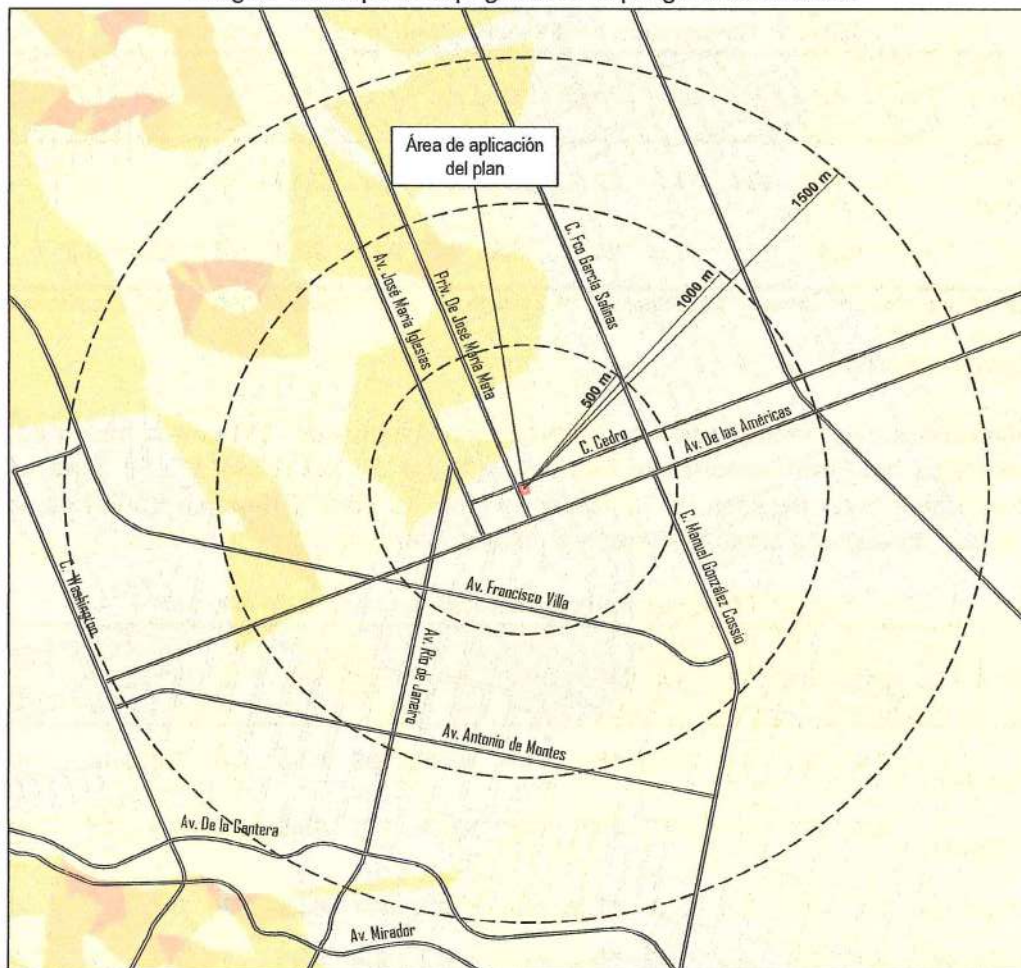 Área de aplicación
del plan
1500 m
1000 m
500 m
C. Fco García Salinas
Av. José María Iglesias
Priv. De José María Mata
C. Cedro
Av. De las Américas
C. Manuel González Cossio
Av. Francisco Villa
C. Washington
Av. Río de Janeiro
Av. Antonio de Montes
Av. De la Cantera
Av. Mirador